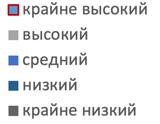 крайне высокий
высокий
средний
низкий
крайне низкий